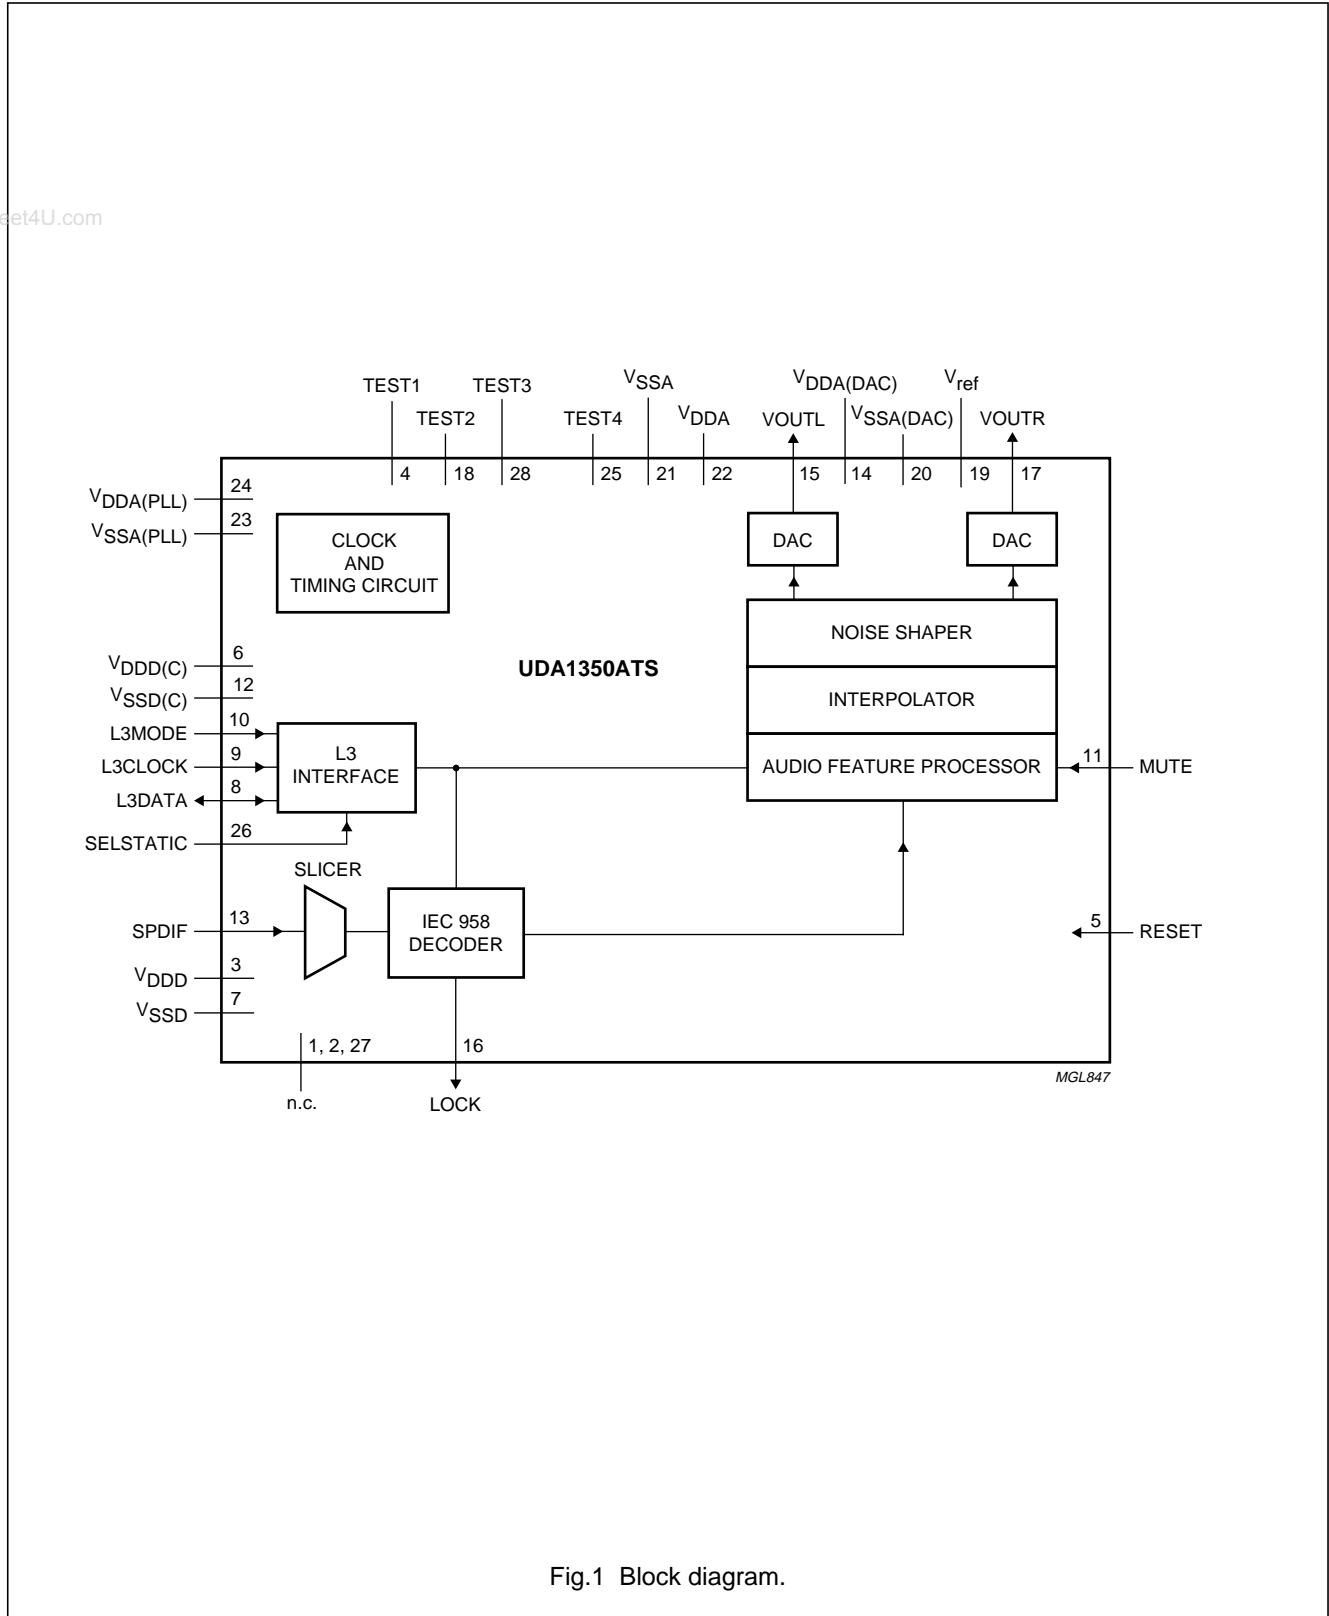 eet4U.com
TEST1
TEST2
TEST3
TEST4
VSSA
VDDA
VOUTL
VDDA(DAC)
VSSA(DAC)
Vref
VOUTR
4
18
28
25
21
22
15
14
20
19
17
VDDA(PLL) 24
VSSA(PLL) 23
CLOCK
AND
TIMING CIRCUIT
DAC
DAC
NOISE SHAPER
INTERPOLATOR
AUDIO FEATURE PROCESSOR
UDA1350ATS
VDDD(C) 6
VSSD(C) 12
L3MODE 10
L3CLOCK 9
L3DATA 8
SELSTATIC 26
L3
INTERFACE
11 MUTE
SLICER
SPDIF 13
IEC 958
DECODER
5 RESET
VDDD 3
VSSD 7
1, 2, 27
n.c.
16
LOCK
MGL847
Fig.1 Block diagram.